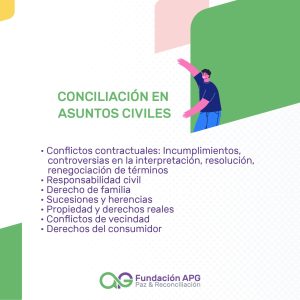 CONCILIACIÓN EN
ASUNTOS CIVILES
• Conflictos contractuales: Incumplimientos,
controversias en la interpretación, resolución,
renegociación de términos
• Responsabilidad civil
• Derecho de familia
• Sucesiones y herencias
• Propiedad y derechos reales
• Conflictos de vecindad
• Derechos del consumidor
Fundación APG
Paz & Reconciliación